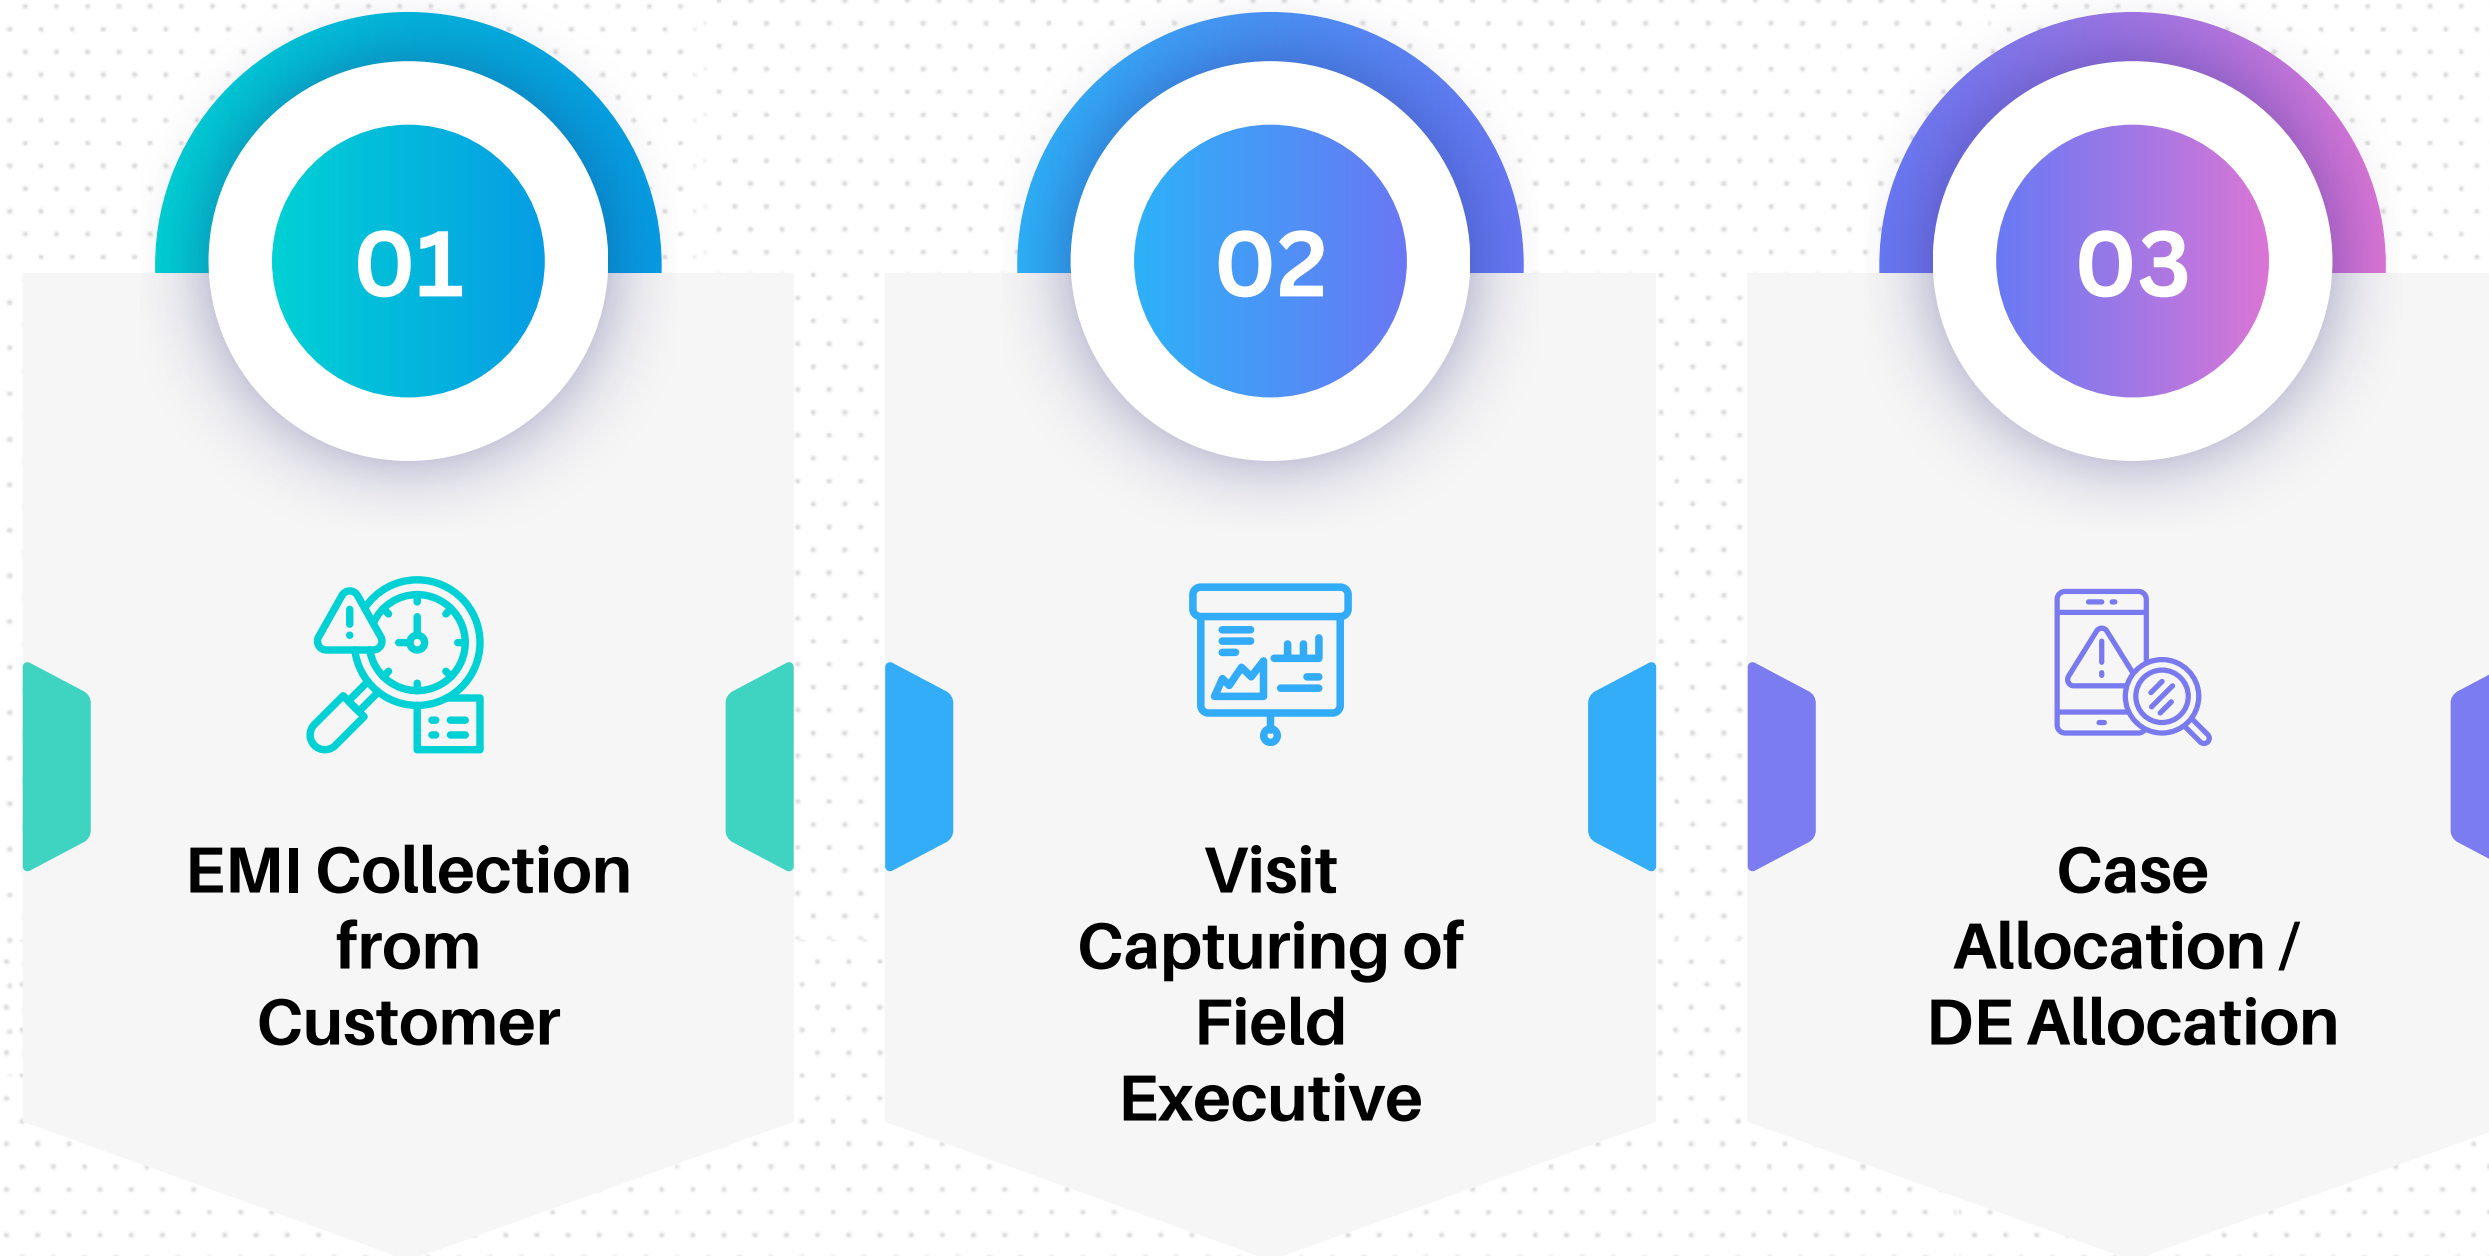 01
EMI Collection
from
Customer
02
Visit
Capturing of
Field
Executive
03
Case
Allocation /
DE Allocation